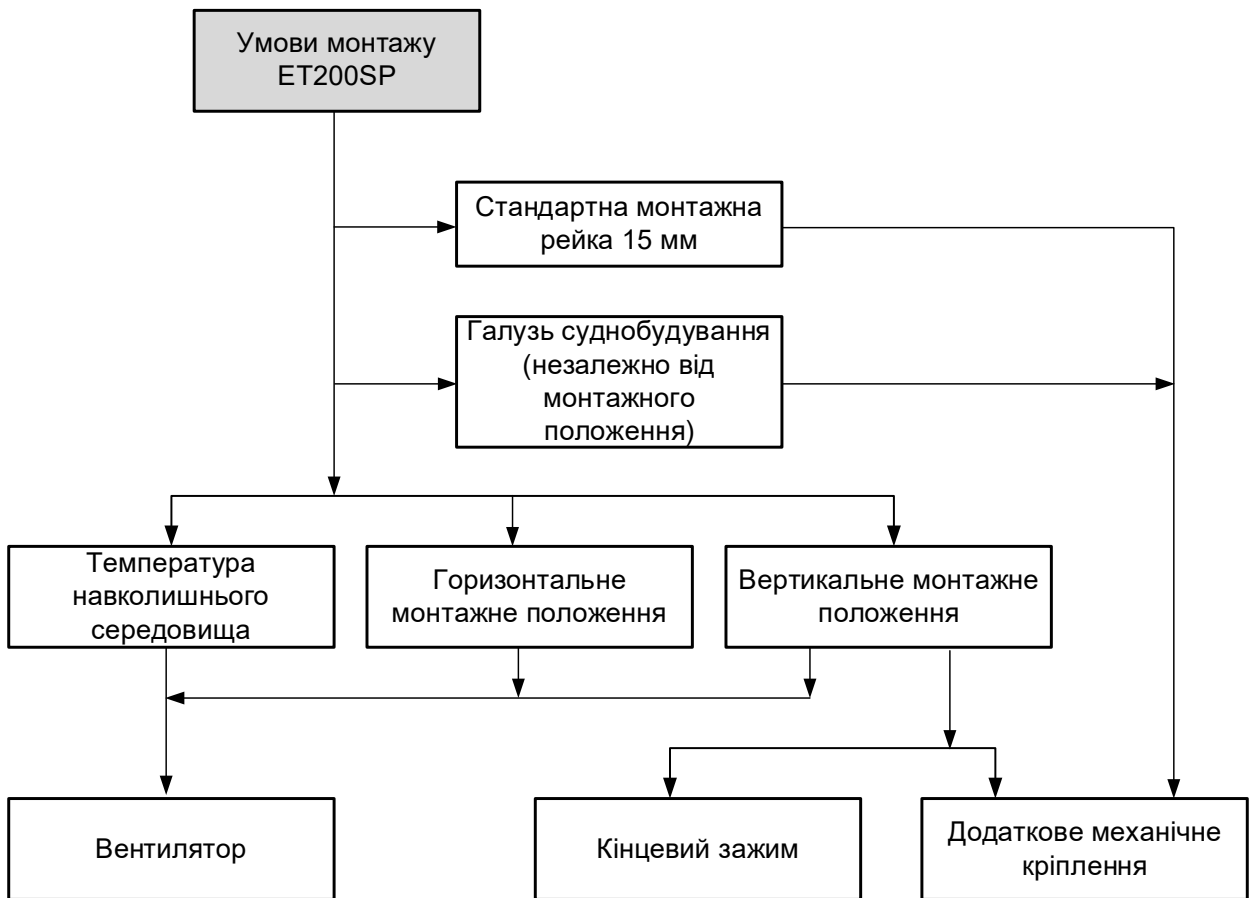 Умови монтажу
ET200SP
Стандартна монтажна
рейка 15 мм
Галузь суднобудування
(незалежно від
монтажного
положення)
Температура
навколишнього
середовища
Горизонтальне
монтажне положення
Вертикальне монтажне
положення
Вентилятор
Кінцевий зажим
Додаткове механічне
кріплення